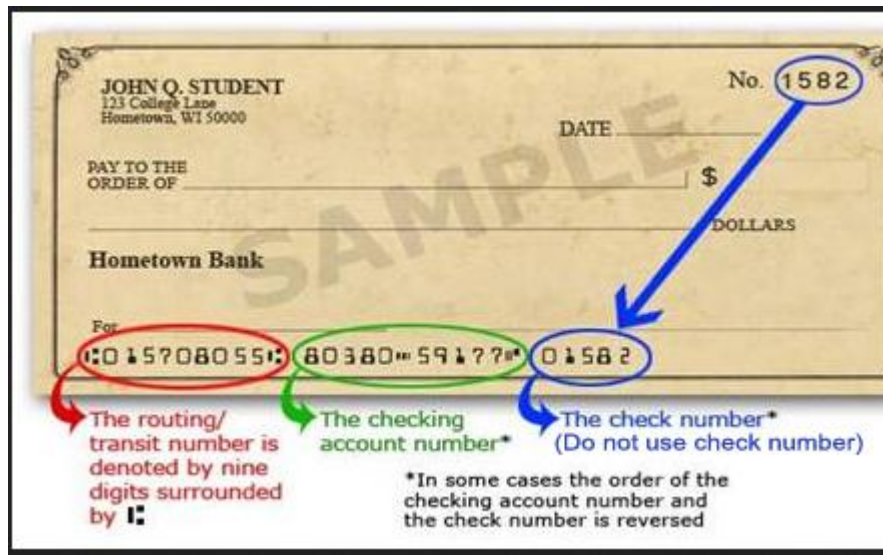 JOHN Q. STUDENT
123 College Lane
Hometown, WI 50000
No. 1582
DATE
PAY TO THE
ORDER OF
$
DOLLARS
SAMPLE
Hometown Bank
For
⑆015708055⑆ 80380⑉59177⑈ 01582
The routing/
transit number is
denoted by nine
digits surrounded
by ⑆
The checking
account number*
The check number*
(Do not use check number)
*In some cases the order of the
checking account number and
the check number is reversed